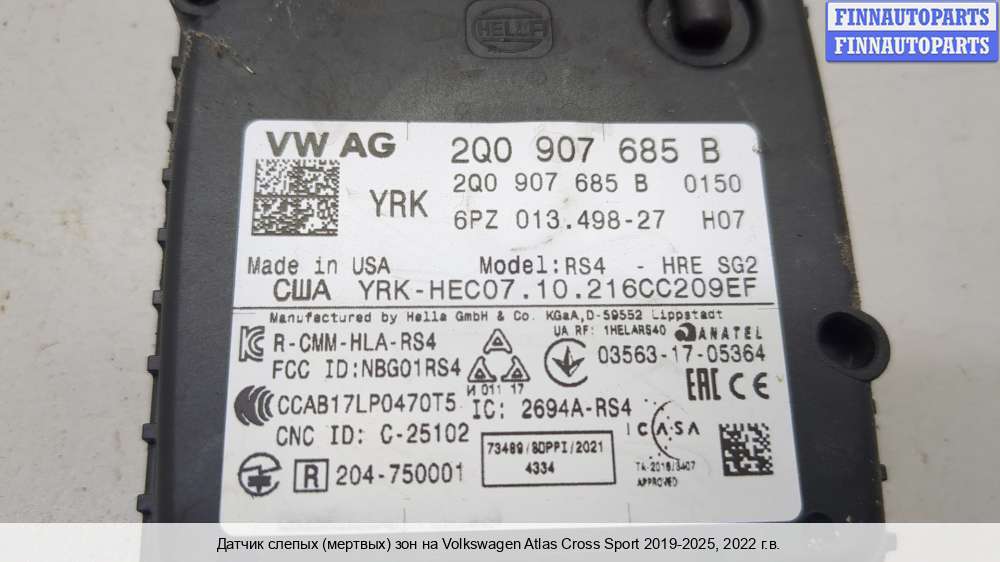 HELLA
FINNAUTOPARTS
FINNAUTOPARTS
VW AG
2Q0 907 685 B
YRK
2Q0 907 685 B 0150
6PZ 013.498-27 H07
Made in USA Model:RS4 - HRE SG2
США YRK-HEC07.10.216CC209EF
Manufactured by Hella GmbH & Co. KGaA,D-59552 Lippstadt
UA RF: 1HELARS40 ANATEL
R-CMM-HLA-RS4
03563-17-05364
FCC ID:NBG01RS4
И 011 17
EAC CE
CCAB17LP0470T5 IC: 2694A-RS4
CNC ID: C-25102
ICASA
73489/SDPPI/2021
4334
TA-2016/3407
APPROVED
R 204-750001
Датчик слепых (мертвых) зон на Volkswagen Atlas Cross Sport 2019-2025, 2022 г.в.